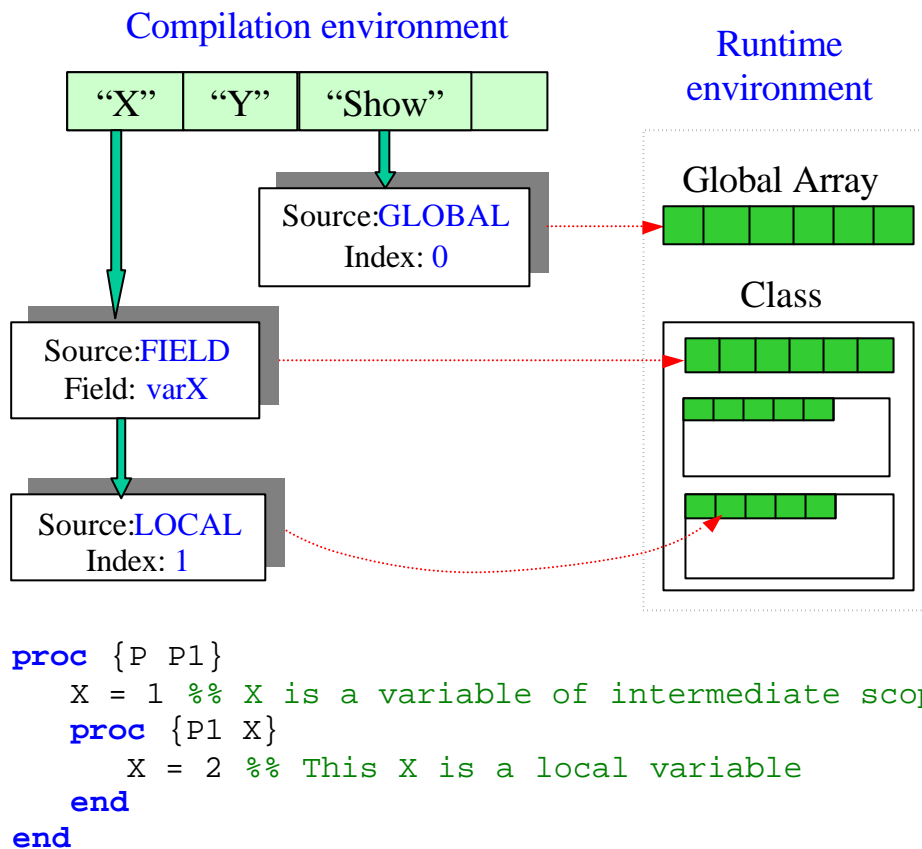 Compilation environment
Runtime
environment
“X” “Y” “Show”
Global Array
Source:GLOBAL
Index: 0
Class
Source:FIELD
Field: varX
Source:LOCAL
Index: 1
proc {P P1}
X = 1 %% X is a variable of intermediate scop
proc {P1 X}
X = 2 %% This X is a local variable
end
end